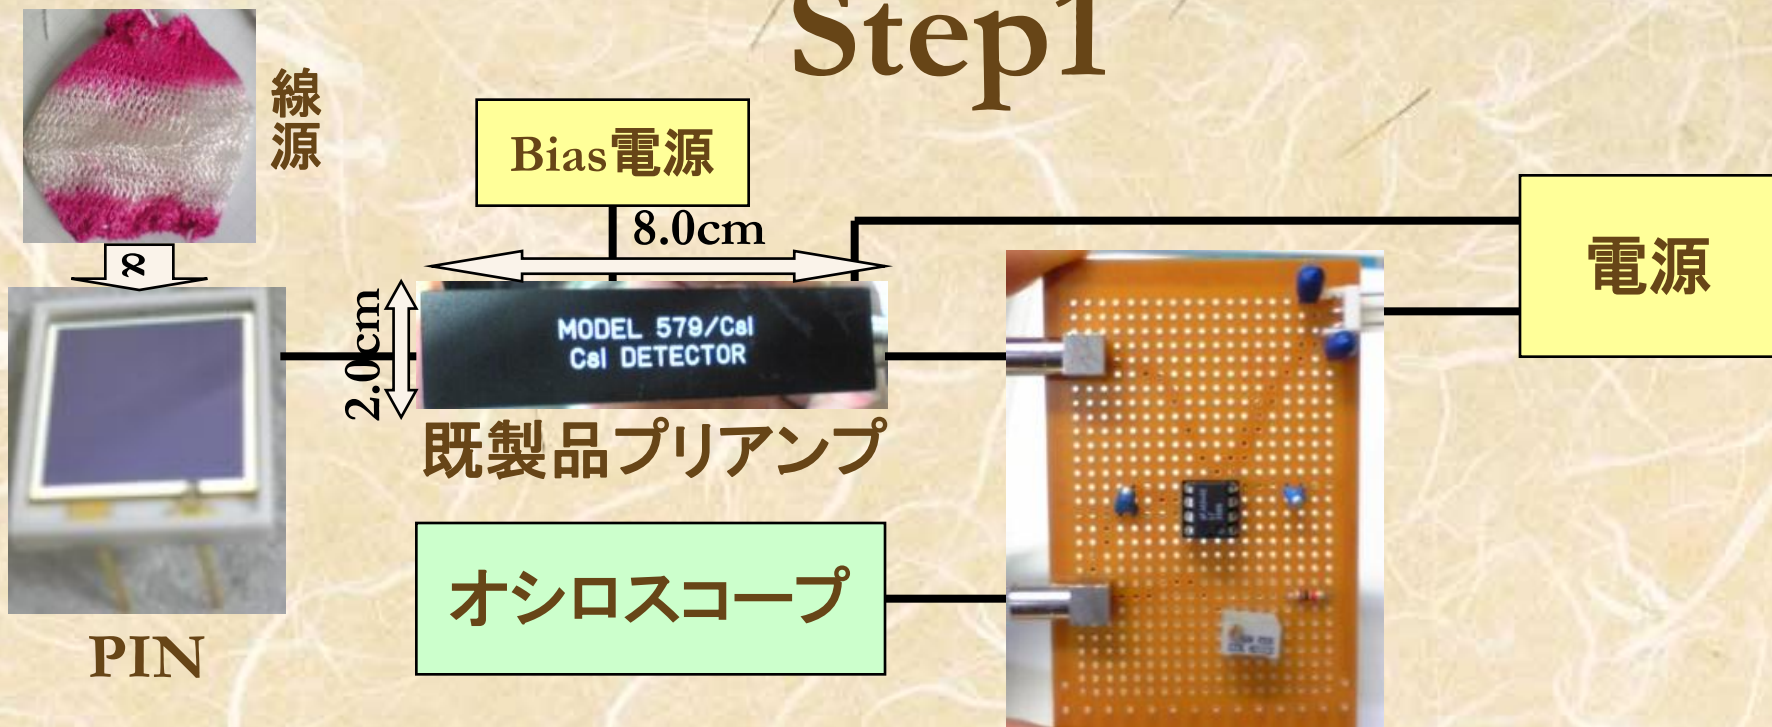 Step1
線源
Bias電源
8.0cm
電源
2.0cm
MODEL 579/CsI
CsI DETECTOR
既製品プリアンプ
オシロスコープ
PIN